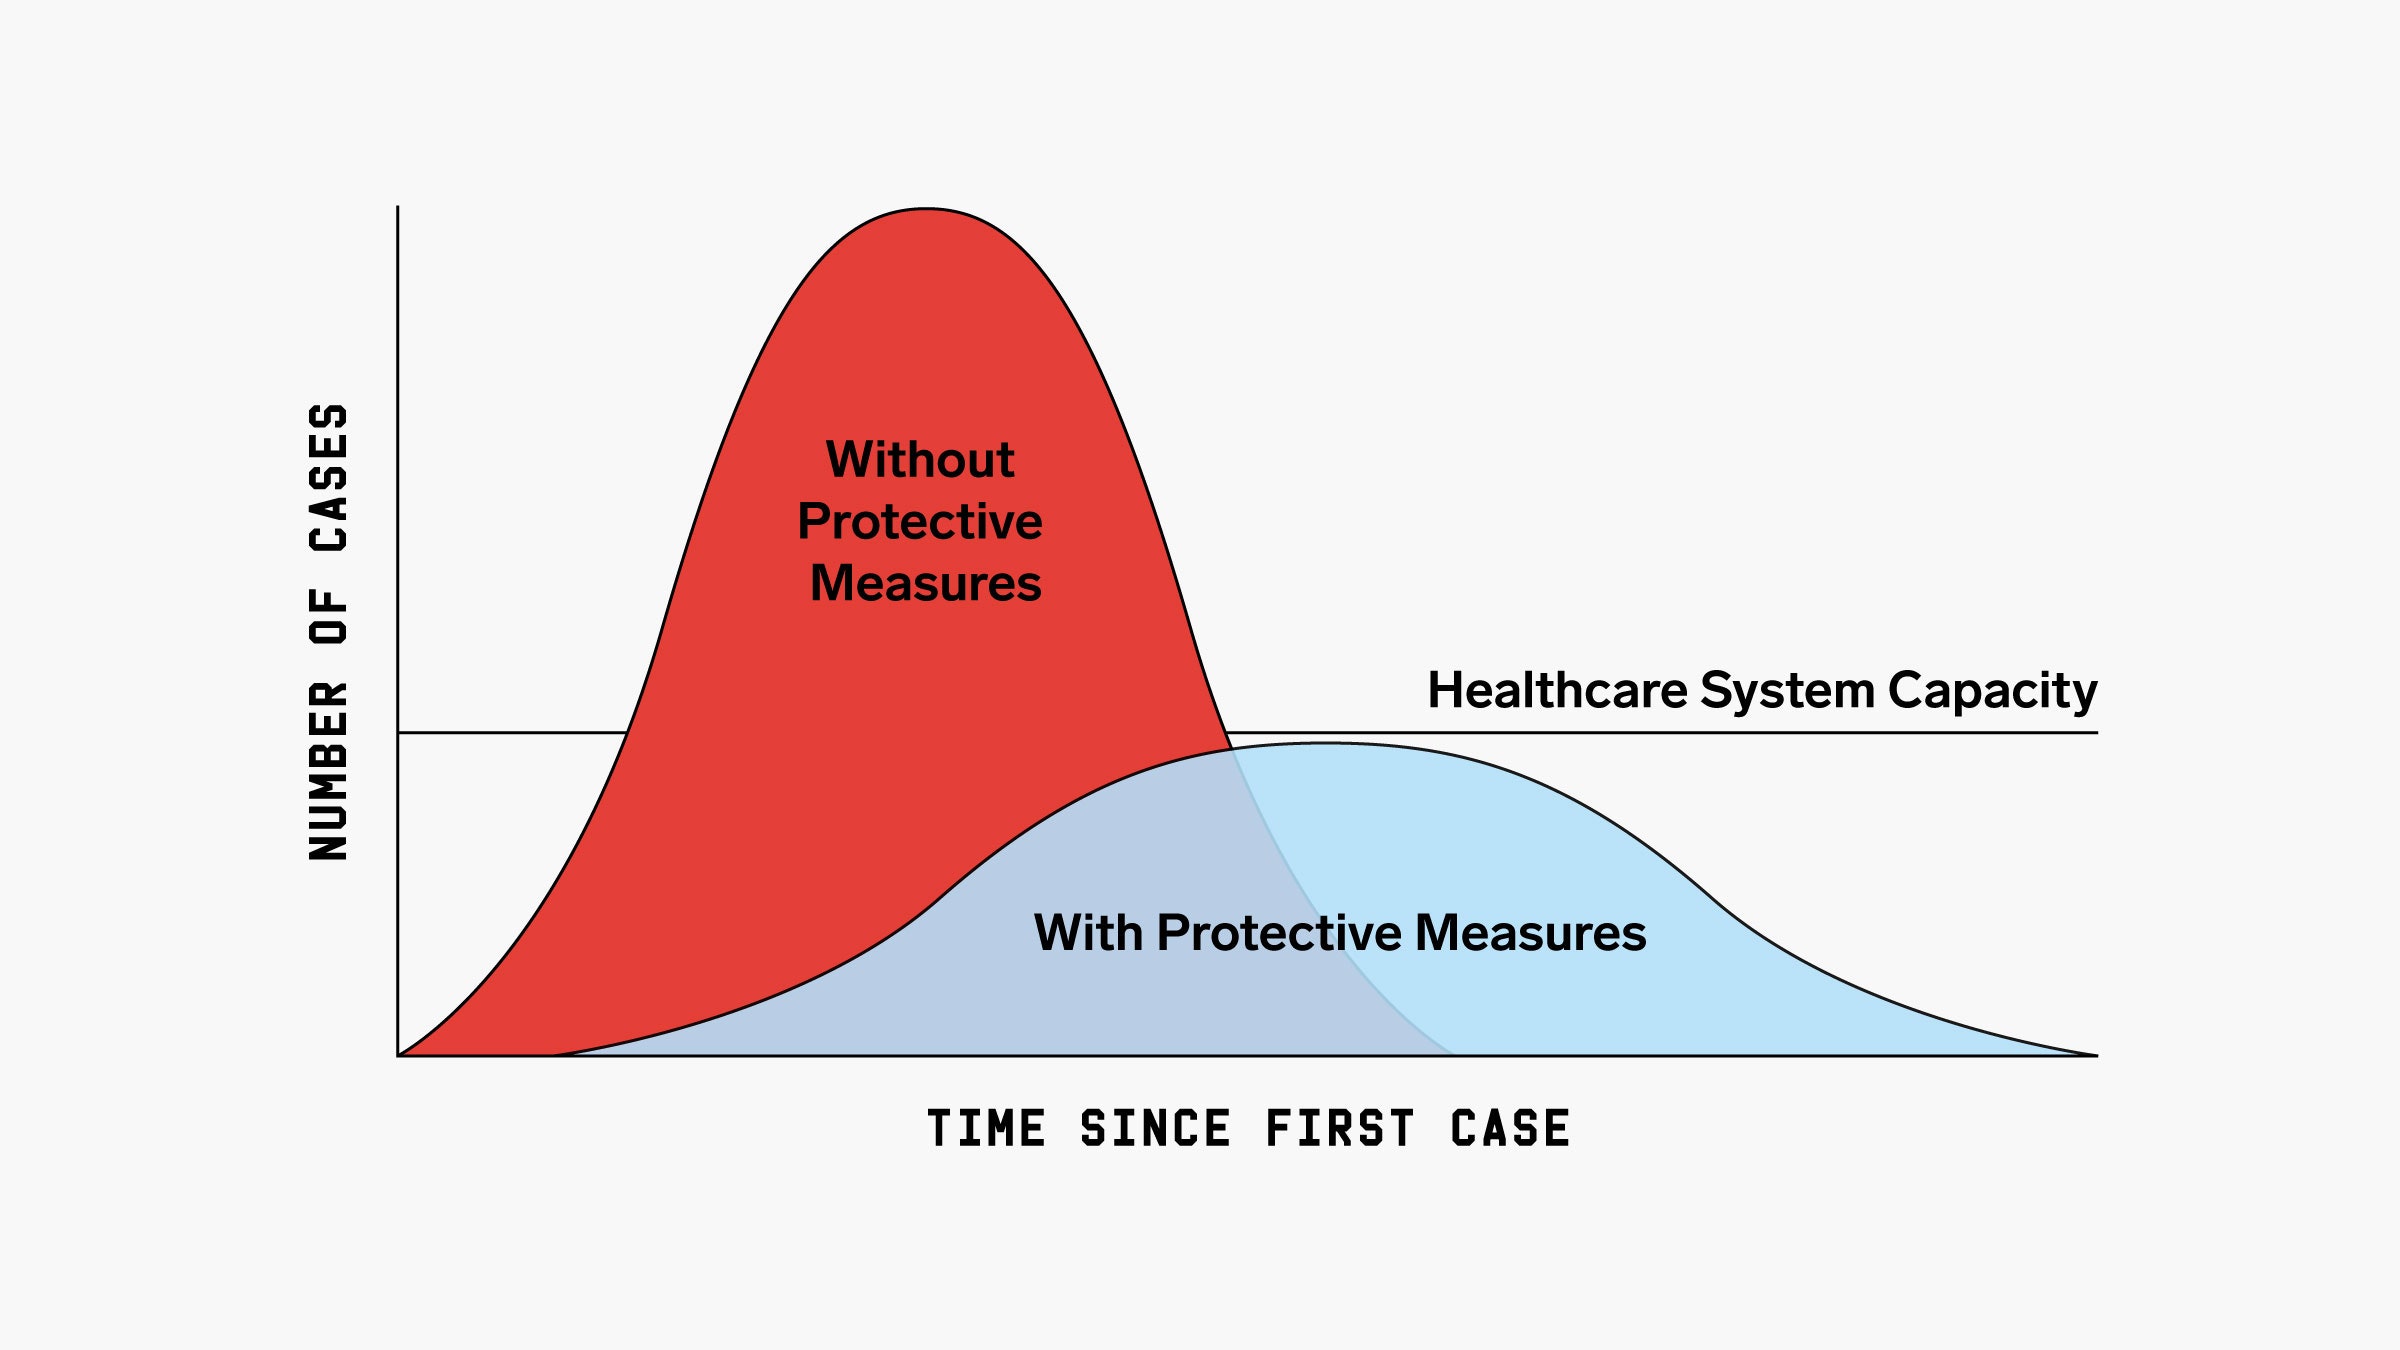 NUMBER OF CASES
Without
Protective
Measures
Healthcare System Capacity
With Protective Measures
TIME SINCE FIRST CASE